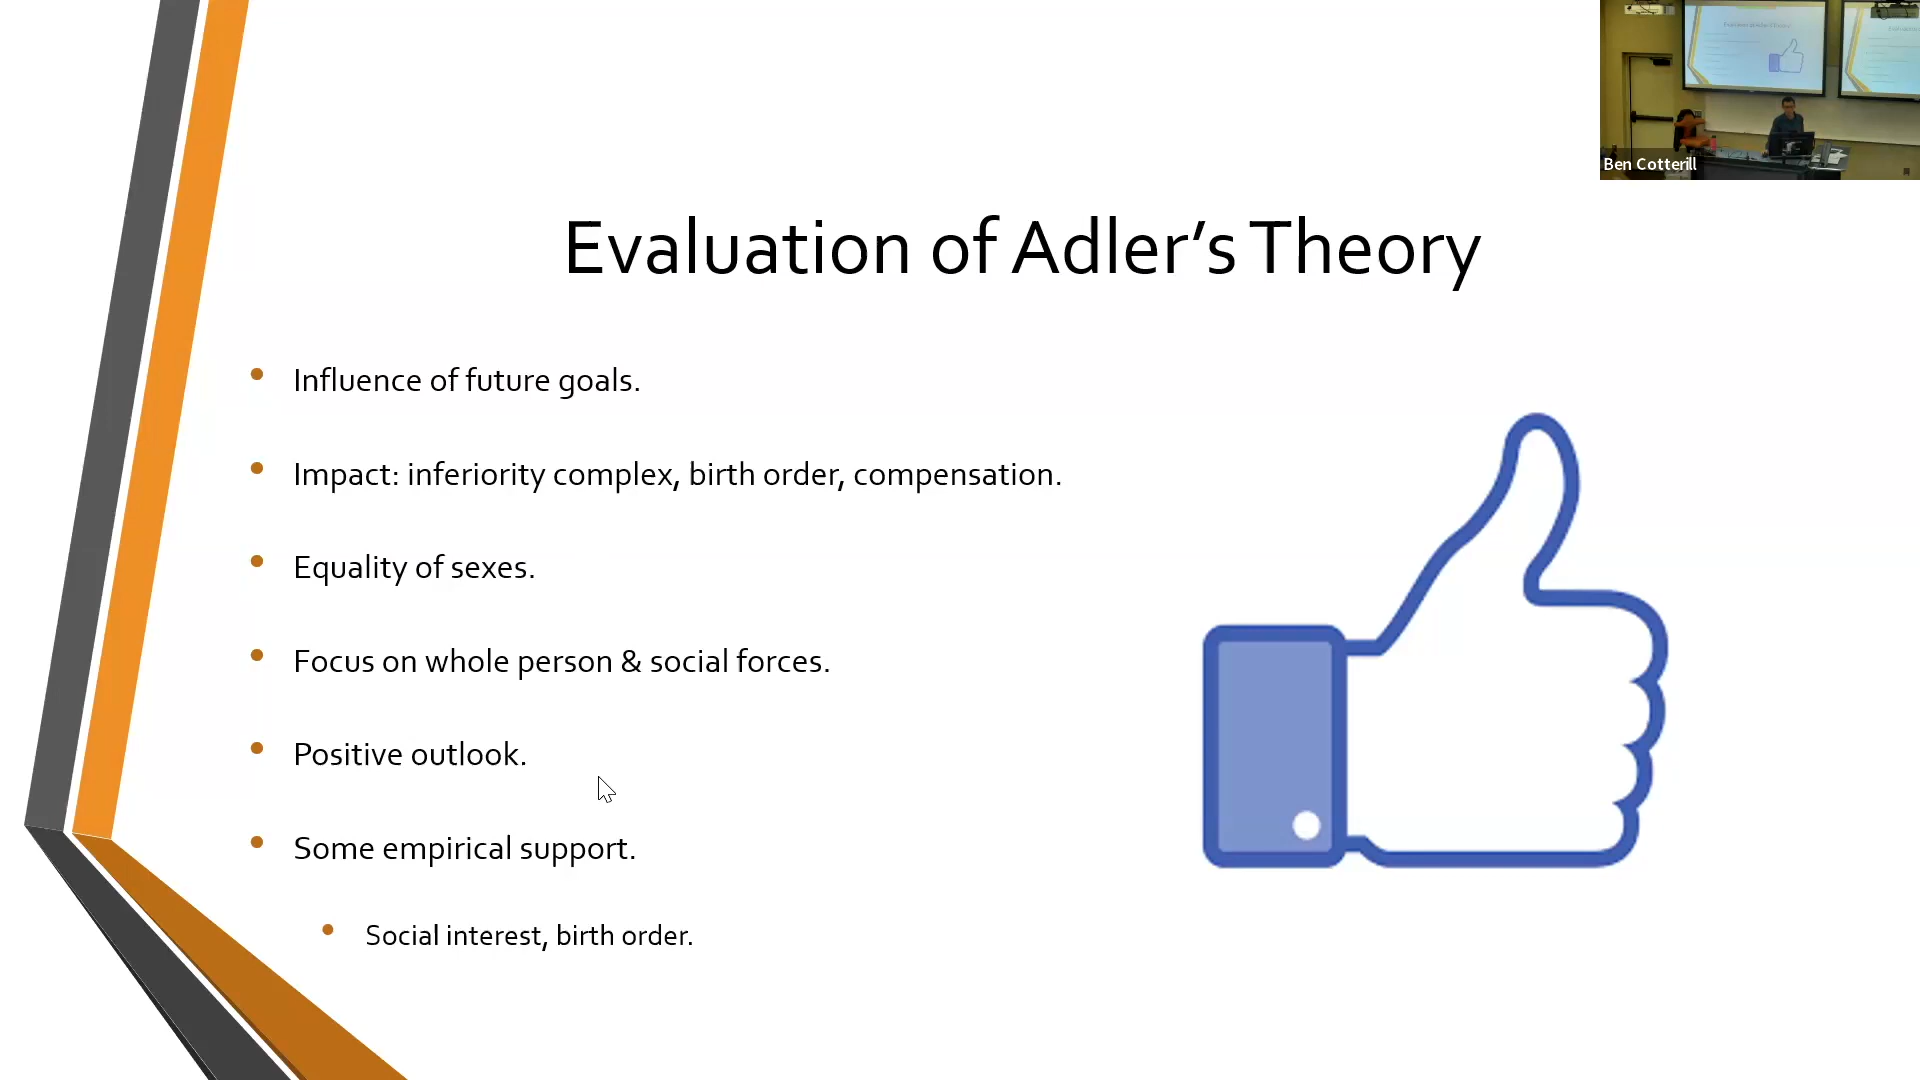 Ben Cotterill
Evaluation of Adler’s Theory
Influence of future goals.
Impact: inferiority complex, birth order, compensation.
Equality of sexes.
Focus on whole person & social forces.
Positive outlook.
Some empirical support.
Social interest, birth order.